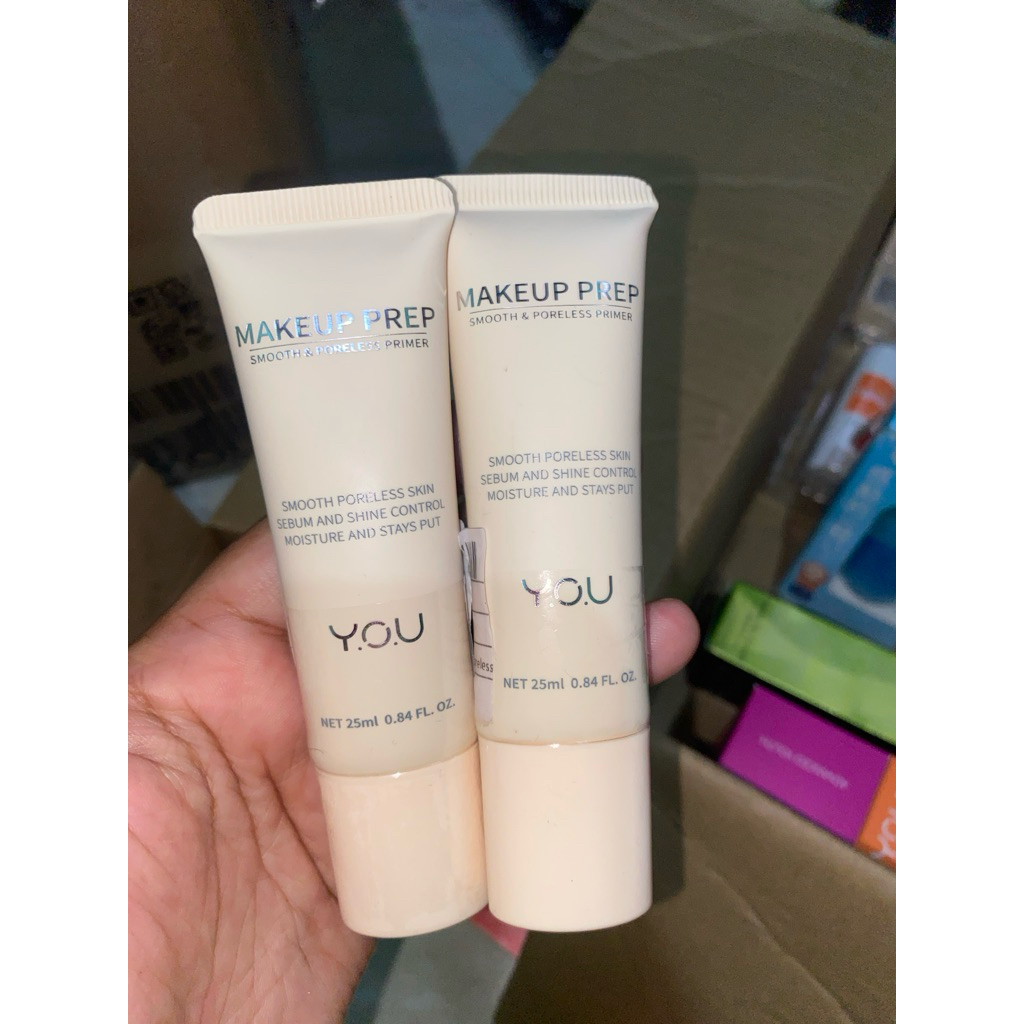 MAKEUP PREP
SMOOTH & PORELESS PRIMER
SMOOTH PORELESS SKIN
SEBUM AND SHINE CONTROL
MOISTURE AND STAYS PUT
Y.O.U
NET 25ml 0.84 FL. OZ.
MAKEUP PREP
SMOOTH & PORELESS PRIMER
SMOOTH PORELESS SKIN
SEBUM AND SHINE CONTROL
MOISTURE AND STAYS PUT
Y.O.U
NET 25ml 0.84 FL. OZ.